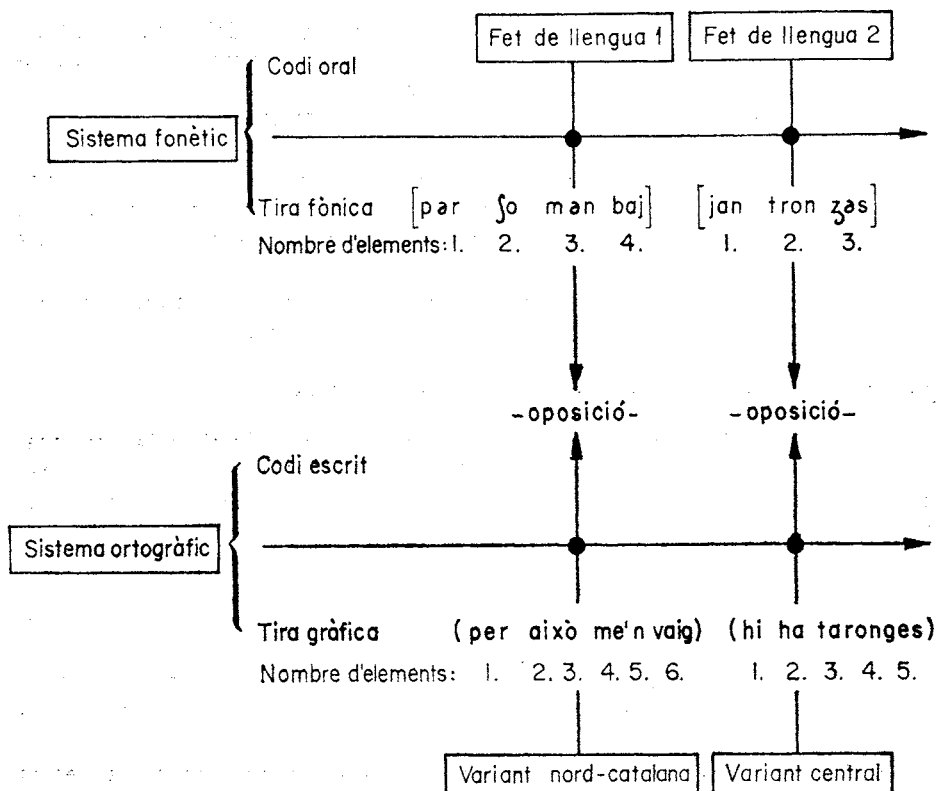 Fet de llengua 1 Fet de llengua 2
Codi oral
Sistema fonètic
Tira fònica [pər ʃo mən baj] [jan tron ʒəs]
Nombre d'elements: 1. 2. 3. 4. 1. 2. 3.
-oposició- -oposició-
Codi escrit
Sistema ortogràfic
Tira gràfica (per això me'n vaig) (hi ha taronges)
Nombre d'elements: 1. 2. 3. 4. 5. 6. 1. 2. 3. 4. 5.
Variant nord-catalana Variant central